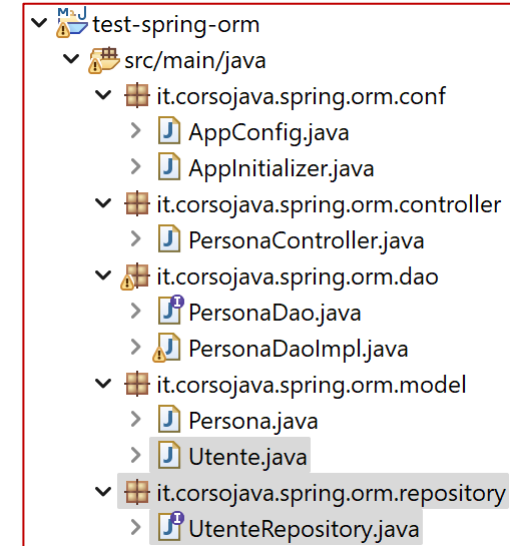 test-spring-orm
src/main/java
it.corsojava.spring.orm.conf
AppConfig.java
AppInitializer.java
it.corsojava.spring.orm.controller
PersonaController.java
it.corsojava.spring.orm.dao
PersonaDao.java
PersonaDaoImpl.java
it.corsojava.spring.orm.model
Persona.java
Utente.java
it.corsojava.spring.orm.repository
UtenteRepository.java